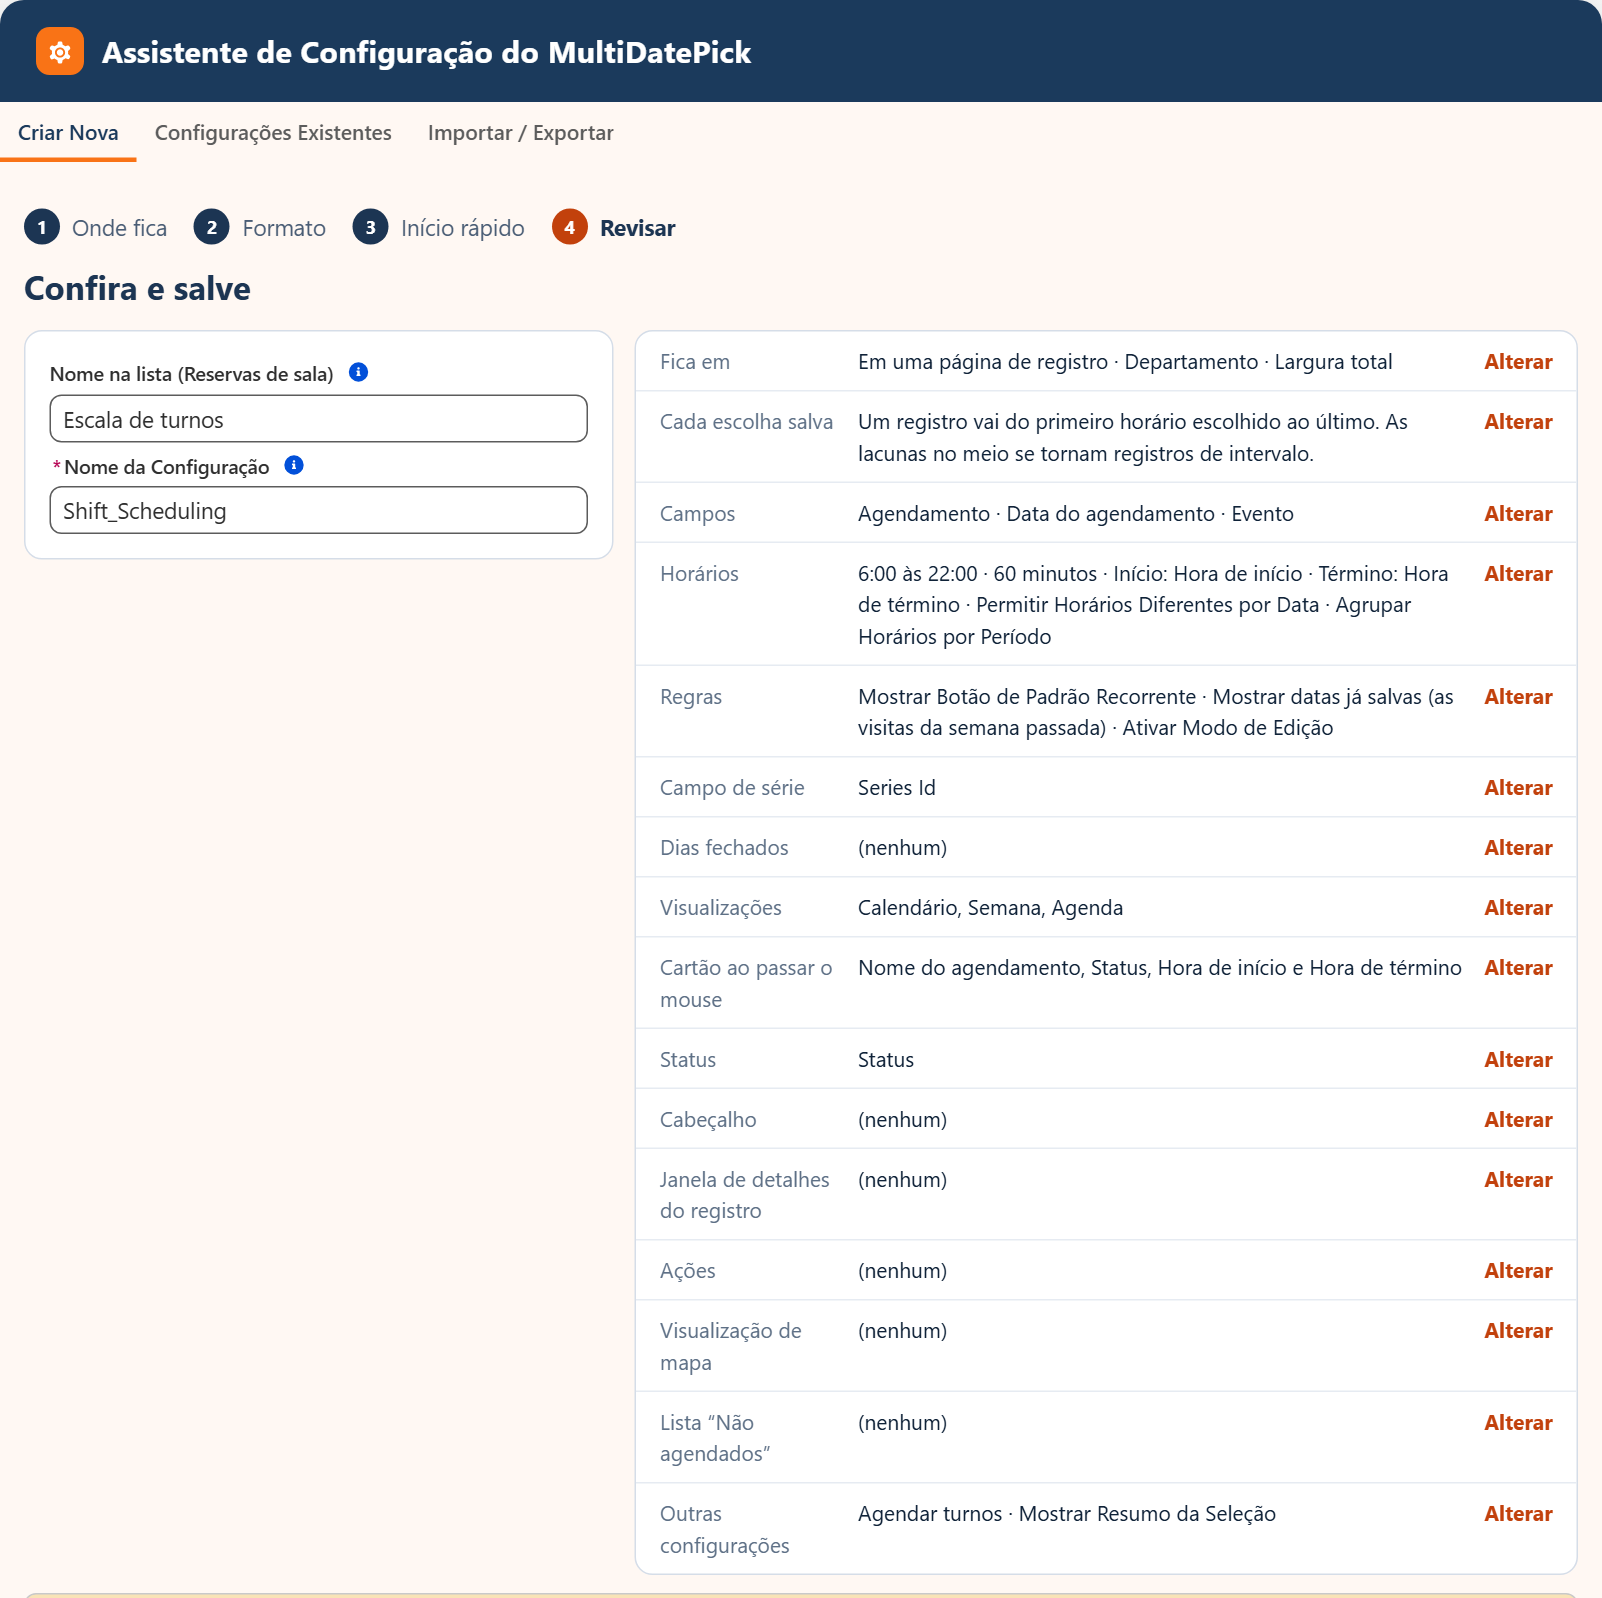 Assistente de Configuração do MultiDatePick
Criar Nova
Configurações Existentes
Importar / Exportar
1 Onde fica
2 Formato
3 Início rápido
4 Revisar
Confira e salve
Nome na lista (Reservas de sala)
Escala de turnos
*Nome da Configuração
Shift_Scheduling
Fica em
Em uma página de registro · Departamento · Largura total
Alterar
Cada escolha salva
Um registro vai do primeiro horário escolhido ao último. As
lacunas no meio se tornam registros de intervalo.
Alterar
Campos
Agendamento · Data do agendamento · Evento
Alterar
Horários
6:00 às 22:00 · 60 minutos · Início: Hora de início · Término: Hora
de término · Permitir Horários Diferentes por Data · Agrupar
Horários por Período
Alterar
Regras
Mostrar Botão de Padrão Recorrente · Mostrar datas já salvas (as
visitas da semana passada) · Ativar Modo de Edição
Alterar
Campo de série
Series Id
Alterar
Dias fechados
(nenhum)
Alterar
Visualizações
Calendário, Semana, Agenda
Alterar
Cartão ao passar o
mouse
Nome do agendamento, Status, Hora de início e Hora de término
Alterar
Status
Status
Alterar
Cabeçalho
(nenhum)
Alterar
Janela de detalhes
do registro
(nenhum)
Alterar
Ações
(nenhum)
Alterar
Visualização de
mapa
(nenhum)
Alterar
Lista “Não
agendados”
(nenhum)
Alterar
Outras
configurações
Agendar turnos · Mostrar Resumo da Seleção
Alterar